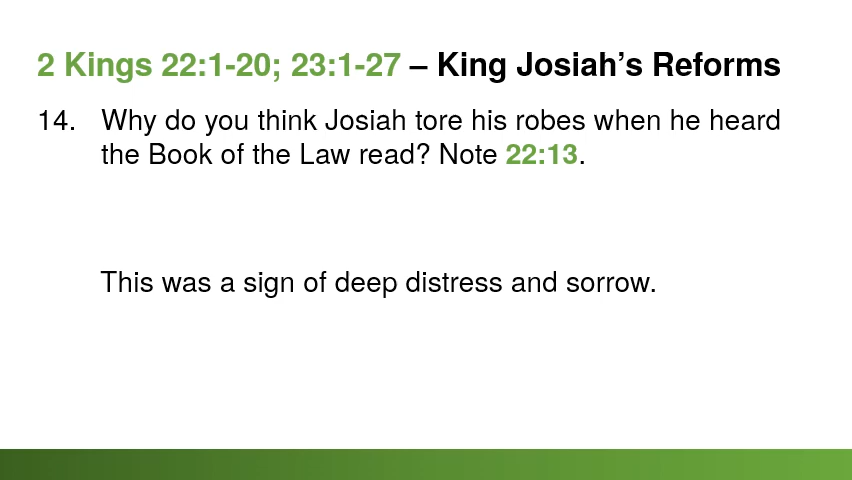 2 Kings 22:1-20; 23:1-27 – King Josiah’s Reforms
14. Why do you think Josiah tore his robes when he heard
the Book of the Law read? Note 22:13.
This was a sign of deep distress and sorrow.